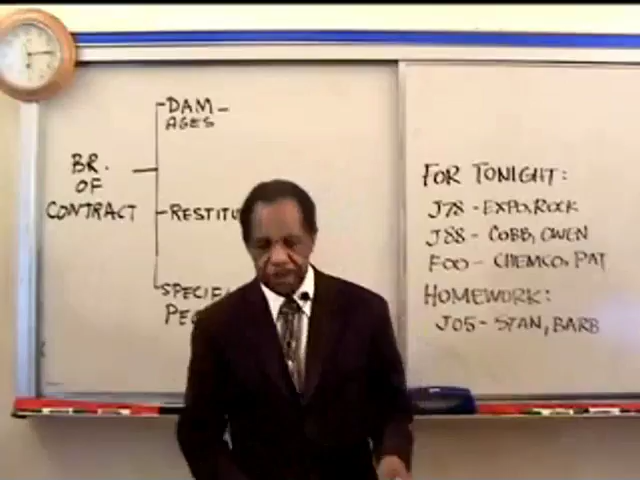 DAM-
AGES
BR.
OF
CONTRACT
RESTITU
SPECIF
PE
FOR TONIGHT:
J78 - EXPO, ROCK
J88 - COBB, OWEN
F00 - CHEMCO, PAT
HOMEWORK:
J05 - STAN, BARB